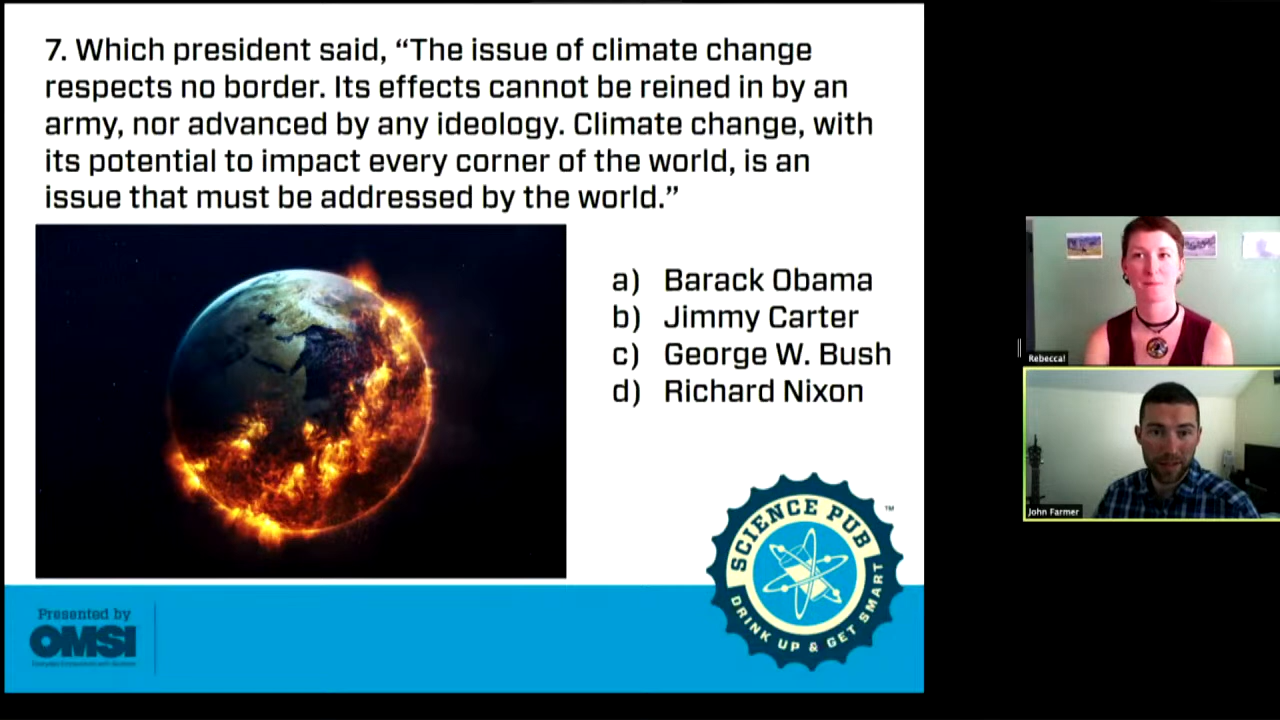 7. Which president said, “The issue of climate change
respects no border. Its effects cannot be reined in by an
army, nor advanced by any ideology. Climate change, with
its potential to impact every corner of the world, is an
issue that must be addressed by the world.”
a) Barack Obama
b) Jimmy Carter
c) George W. Bush
d) Richard Nixon
Rebecca!
John Farmer
SCIENCE PUB
™
DRINK UP & GET SMART
Presented by
OMSI